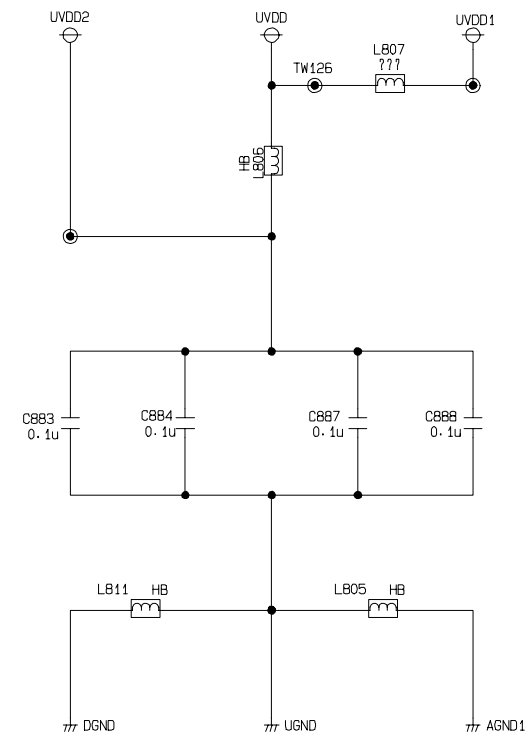 UVDD2
UVDD
UVDD1
L807
???
TW126
HB
L806
C883
0.1u
C884
0.1u
C887
0.1u
C888
0.1u
L811 HB
L805 HB
DGND
UGND
AGND1